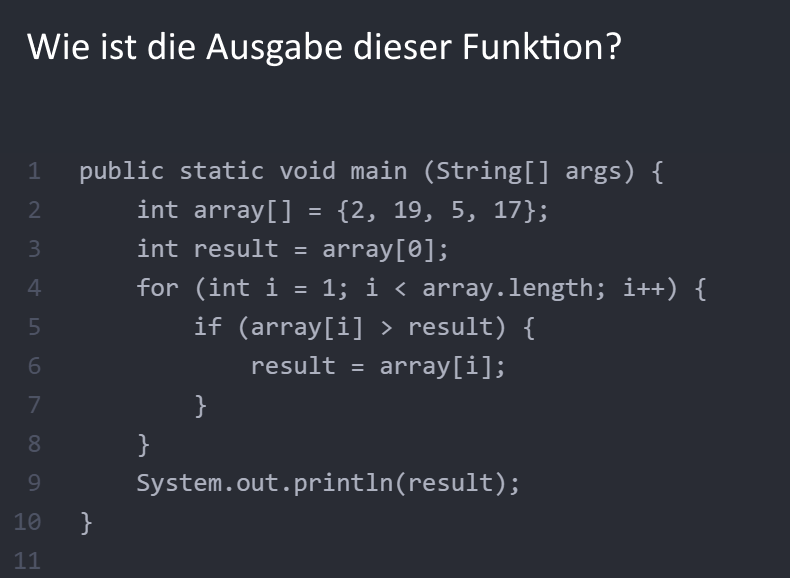 Wie ist die Ausgabe dieser Funktion?
1 public static void main (String[] args) {
2 int array[] = {2, 19, 5, 17};
3 int result = array[0];
4 for (int i = 1; i < array.length; i++) {
5 if (array[i] > result) {
6 result = array[i];
7 }
8 }
9 System.out.println(result);
10 }
11